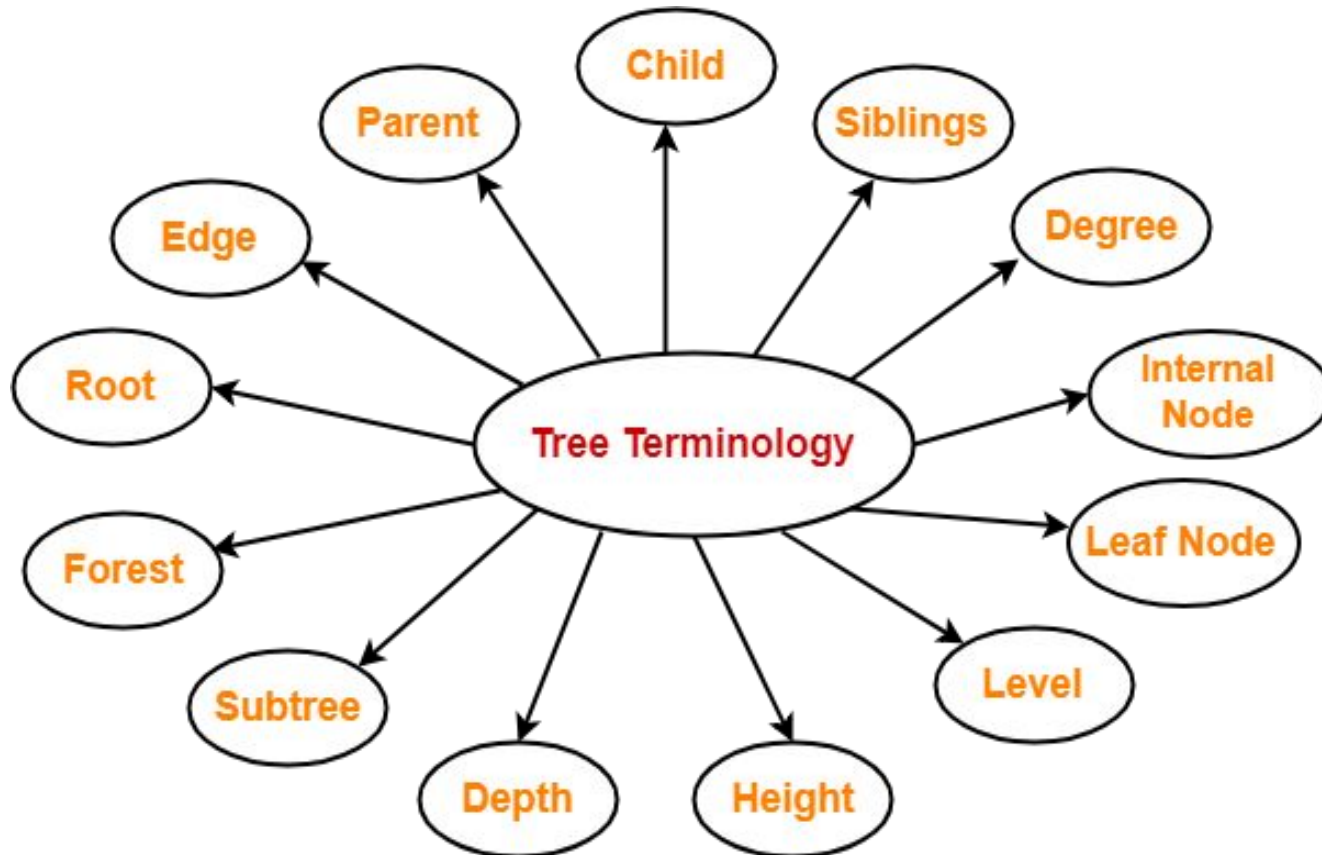 Child
Parent
Siblings
Edge
Degree
Root
Internal
Node
Tree Terminology
Forest
Leaf Node
Subtree
Level
Depth
Height